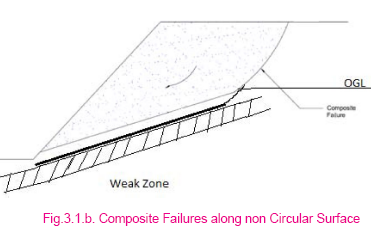 OGL
Composite
Failure
Weak Zone
Fig.3.1.b. Composite Failures along non Circular Surface